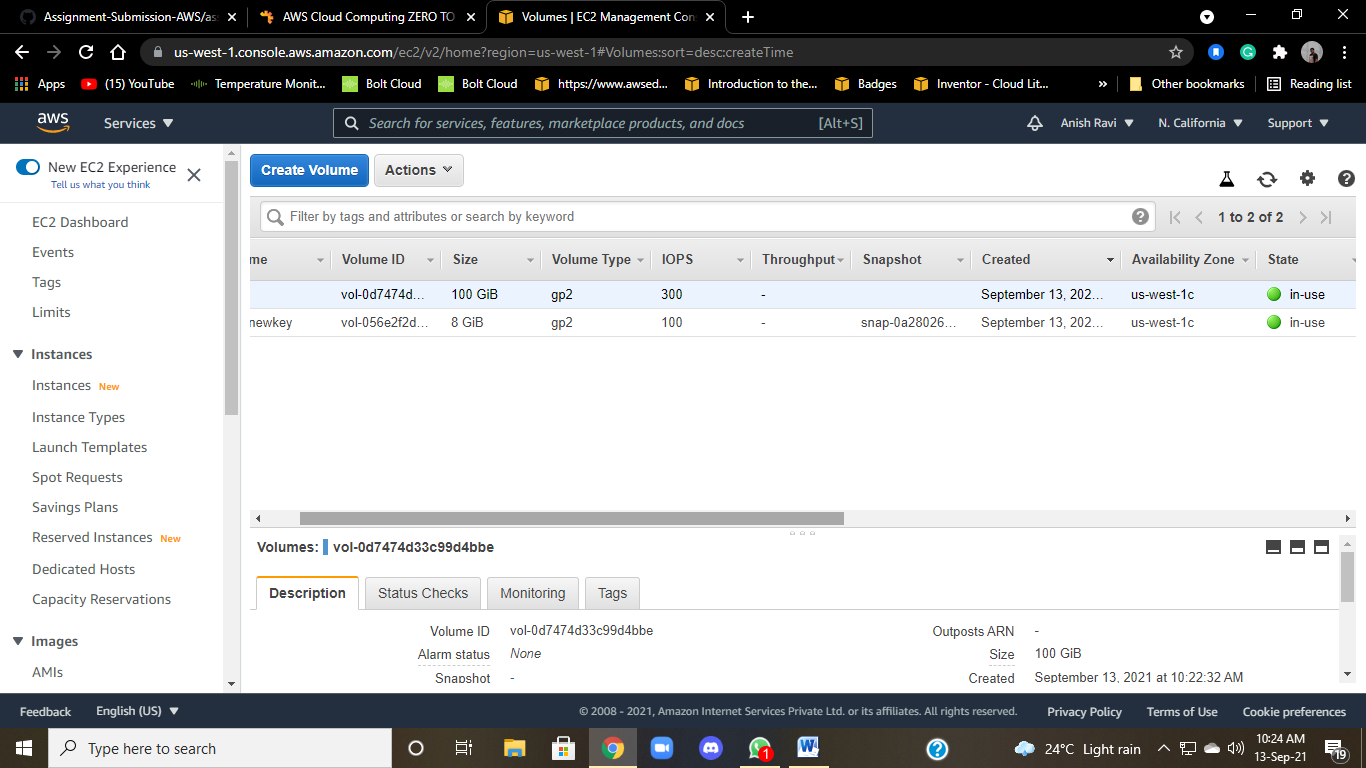 Assignment-Submission-AWS/as
AWS Cloud Computing ZERO TO
Volumes | EC2 Management Con
us-west-1.console.aws.amazon.com/ec2/v2/home?region=us-west-1#Volumes:sort=desc:createTime
Apps
(15) YouTube
Temperature Monit...
Bolt Cloud
Bolt Cloud
https://www.awsed...
Introduction to the...
Badges
Inventor - Cloud Lit...
»
Other bookmarks
Reading list
aws
Services
Search for services, features, marketplace products, and docs
[Alt+S]
Anish Ravi
N. California
Support
New EC2 Experience
Tell us what you think
EC2 Dashboard
Events
Tags
Limits
Instances
Instances New
Instance Types
Launch Templates
Spot Requests
Savings Plans
Reserved Instances New
Dedicated Hosts
Capacity Reservations
Images
AMIs
Create Volume
Actions
Filter by tags and attributes or search by keyword
1 to 2 of 2
me Volume ID Size Volume Type IOPS Throughput Snapshot Created Availability Zone State
vol-0d7474d... 100 GiB gp2 300 - September 13, 202... us-west-1c in-use
newkey vol-056e2f2d... 8 GiB gp2 100 - snap-0a28026... September 13, 202... us-west-1c in-use
Volumes: vol-0d7474d33c99d4bbe
Description
Status Checks
Monitoring
Tags
Volume ID vol-0d7474d33c99d4bbe
Alarm status None
Snapshot -
Outposts ARN -
Size 100 GiB
Created September 13, 2021 at 10:22:32 AM
Feedback
English (US)
© 2008 - 2021, Amazon Internet Services Private Ltd. or its affiliates. All rights reserved.
Privacy Policy
Terms of Use
Cookie preferences
Type here to search
1
24°C Light rain
10:24 AM
13-Sep-21
19